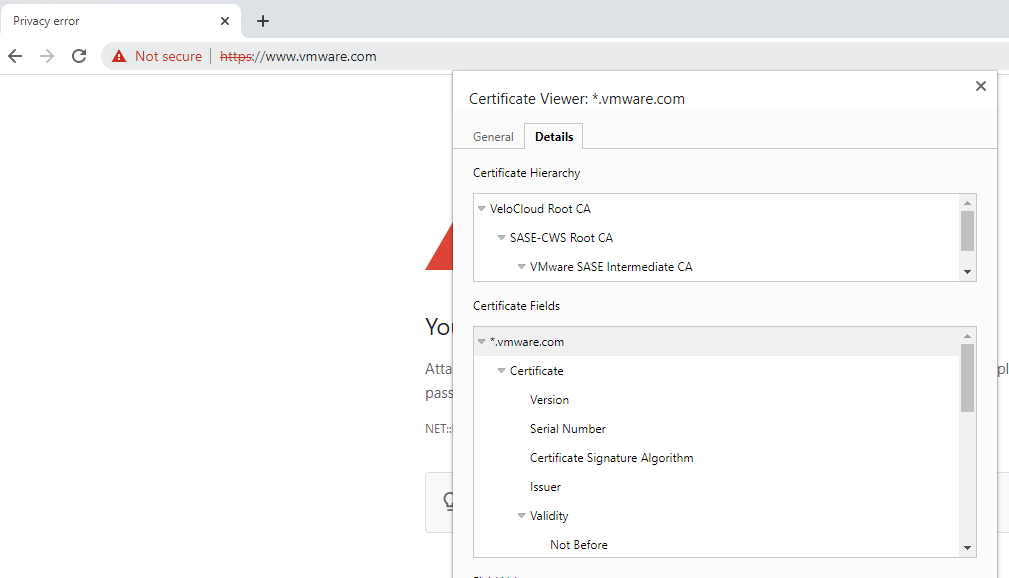 Privacy error
Not secure https://www.vmware.com
Certificate Viewer: *.vmware.com
General Details
Certificate Hierarchy
VeloCloud Root CA
SASE-CWS Root CA
VMware SASE Intermediate CA
Certificate Fields
*.vmware.com
Certificate
Version
Serial Number
Certificate Signature Algorithm
Issuer
Validity
Not Before
You
Atta
pass
NET::